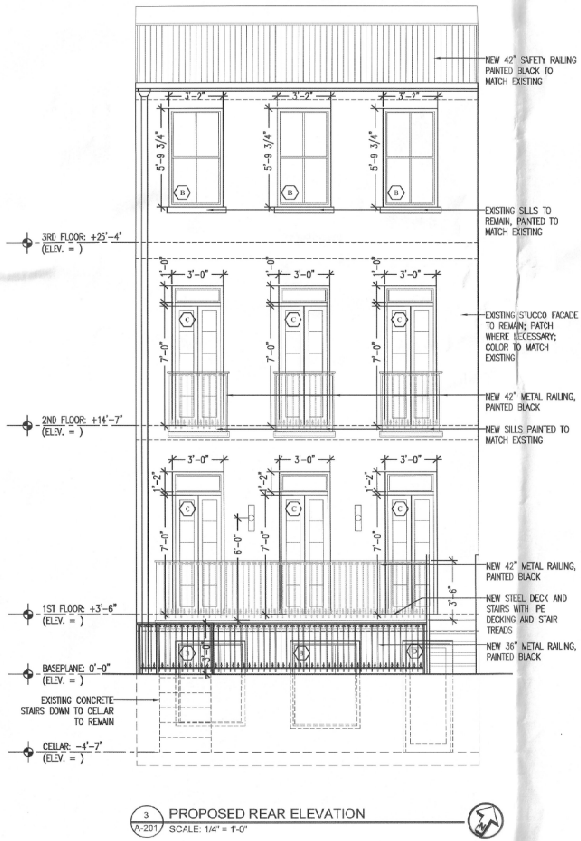 NEW 42" SAFETY RAILING
PAINTED BLACK TO
MATCH EXISTING
3'-2"
3'-2"
3'-2"
5'-9 3/4"
5'-9 3/4"
5'-9 3/4"
B
B
B
EXISTING SILLS TO
REMAIN, PAINTED TO
MATCH EXISTING
3RD FLOOR: +25'-4"
(ELEV. = )
1'-0"
3'-0"
1'-0"
3'-0"
1'-0"
3'-0"
C
C
C
7'-0"
7'-0"
7'-0"
EXISTING STUCCO FACADE
TO REMAIN; PATCH
WHERE NECESSARY;
COLOR TO MATCH
EXISTING
NEW 42" METAL RAILING,
PAINTED BLACK
2ND FLOOR: +14'-7"
(ELEV. = )
NEW SILLS PAINTED TO
MATCH EXISTING
3'-0"
3'-0"
3'-0"
1'-2"
1'-2"
1'-2"
C
C
C
7'-0"
6'-0"
7'-0"
7'-0"
NEW 42" METAL RAILING,
PAINTED BLACK
3'-6"
1ST FLOOR: +3'-6"
(ELEV. = )
NEW STEEL DECK AND
STAIRS WITH PE
DECKING AND STAIR
TREADS
3'-0"
NEW 36" METAL RAILING,
PAINTED BLACK
BASEPLANE: 0'-0"
(ELEV. = )
EXISTING CONCRETE
STAIRS DOWN TO CELLAR
TO REMAIN
CELLAR: -4'-7"
(ELEV. = )
3
A-201
PROPOSED REAR ELEVATION
SCALE: 1/4" = 1'-0"